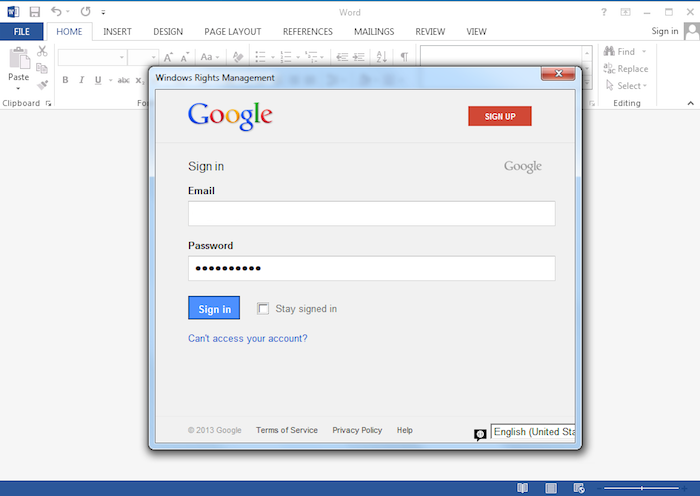 Word
? 
FILE HOME INSERT DESIGN PAGE LAYOUT REFERENCES MAILINGS REVIEW VIEW Sign in
Paste
B I U abc x
Aa
Find
Replace
Select
Clipboard
Editing
Windows Rights Management
Google
SIGN UP
Sign in
Google
Email
Password
Sign in
Stay signed in
Can't access your account?
© 2013 Google Terms of Service Privacy Policy Help
English (United Sta